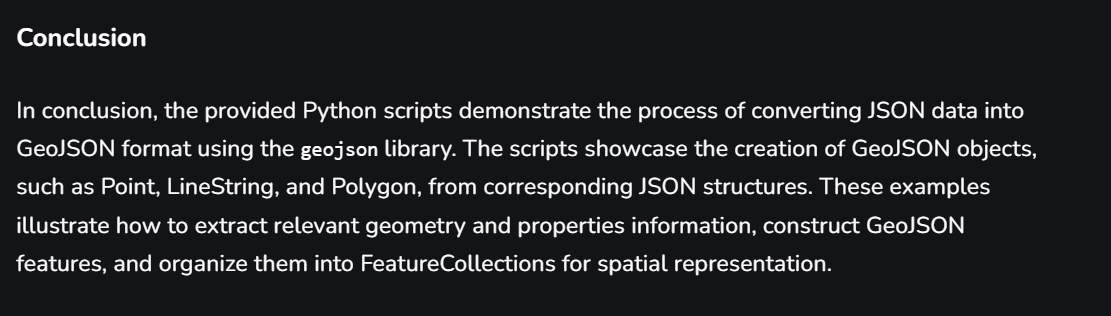 Conclusion
In conclusion, the provided Python scripts demonstrate the process of converting JSON data into
GeoJSON format using the geojson library. The scripts showcase the creation of GeoJSON objects,
such as Point, LineString, and Polygon, from corresponding JSON structures. These examples
illustrate how to extract relevant geometry and properties information, construct GeoJSON
features, and organize them into FeatureCollections for spatial representation.